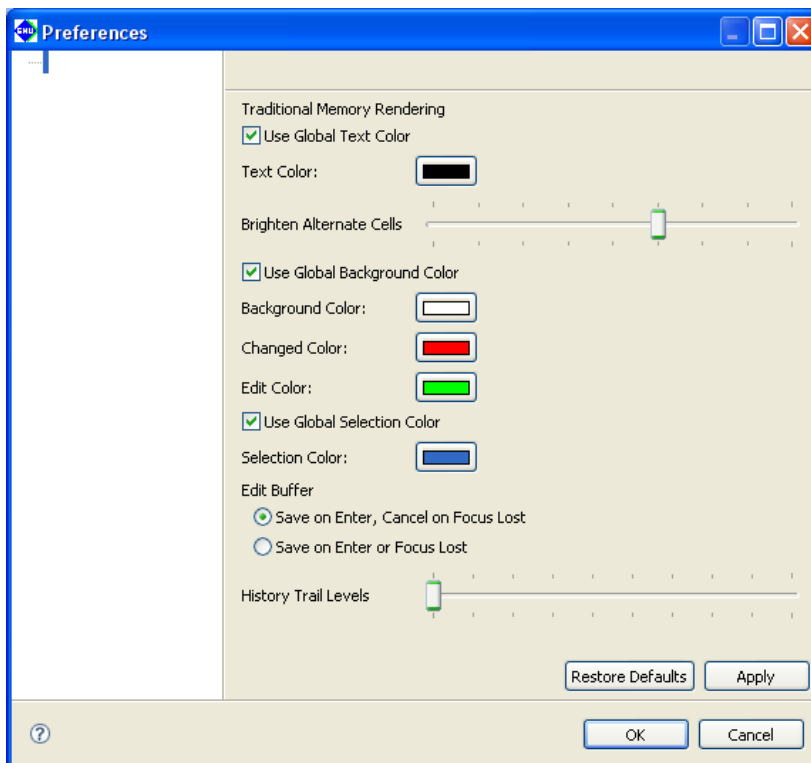 GNU Preferences
Traditional Memory Rendering
Use Global Text Color
Text Color:
Brighten Alternate Cells
Use Global Background Color
Background Color:
Changed Color:
Edit Color:
Use Global Selection Color
Selection Color:
Edit Buffer
Save on Enter, Cancel on Focus Lost
Save on Enter or Focus Lost
History Trail Levels
Restore Defaults Apply
? OK Cancel